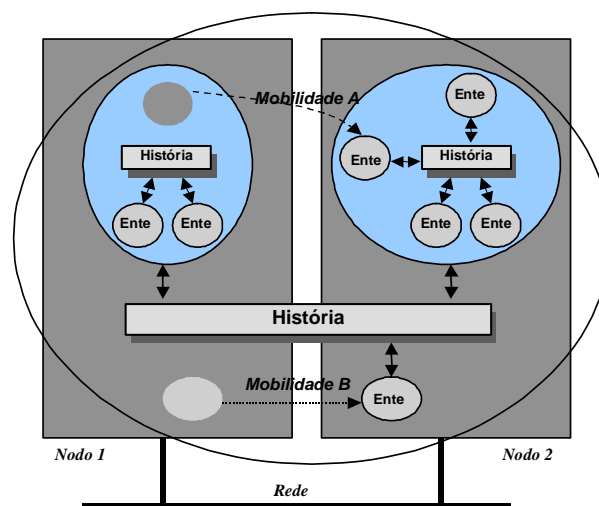 Mobilidade A
Ente
Ente
História
História
Ente
Ente
Ente
Ente
História
Mobilidade B
Ente
Nodo 1
Nodo 2
Rede